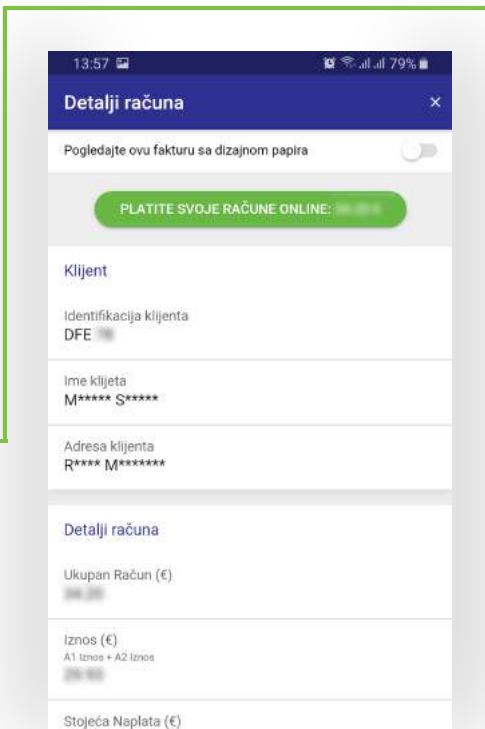 13:57
79%
Detalji računa
×
Pogledajte ovu fakturu sa dizajnom papira
PLATITE SVOJE RAČUNE ONLINE:
Klijent
Identifikacija klijenta
DFE
Ime klijeta
M***** S*****
Adresa klijenta
R**** M*******
Detalji računa
Ukupan Račun (€)
Iznos (€)
A1 Iznos + A2 Iznos
Stojeća Naplata (€)